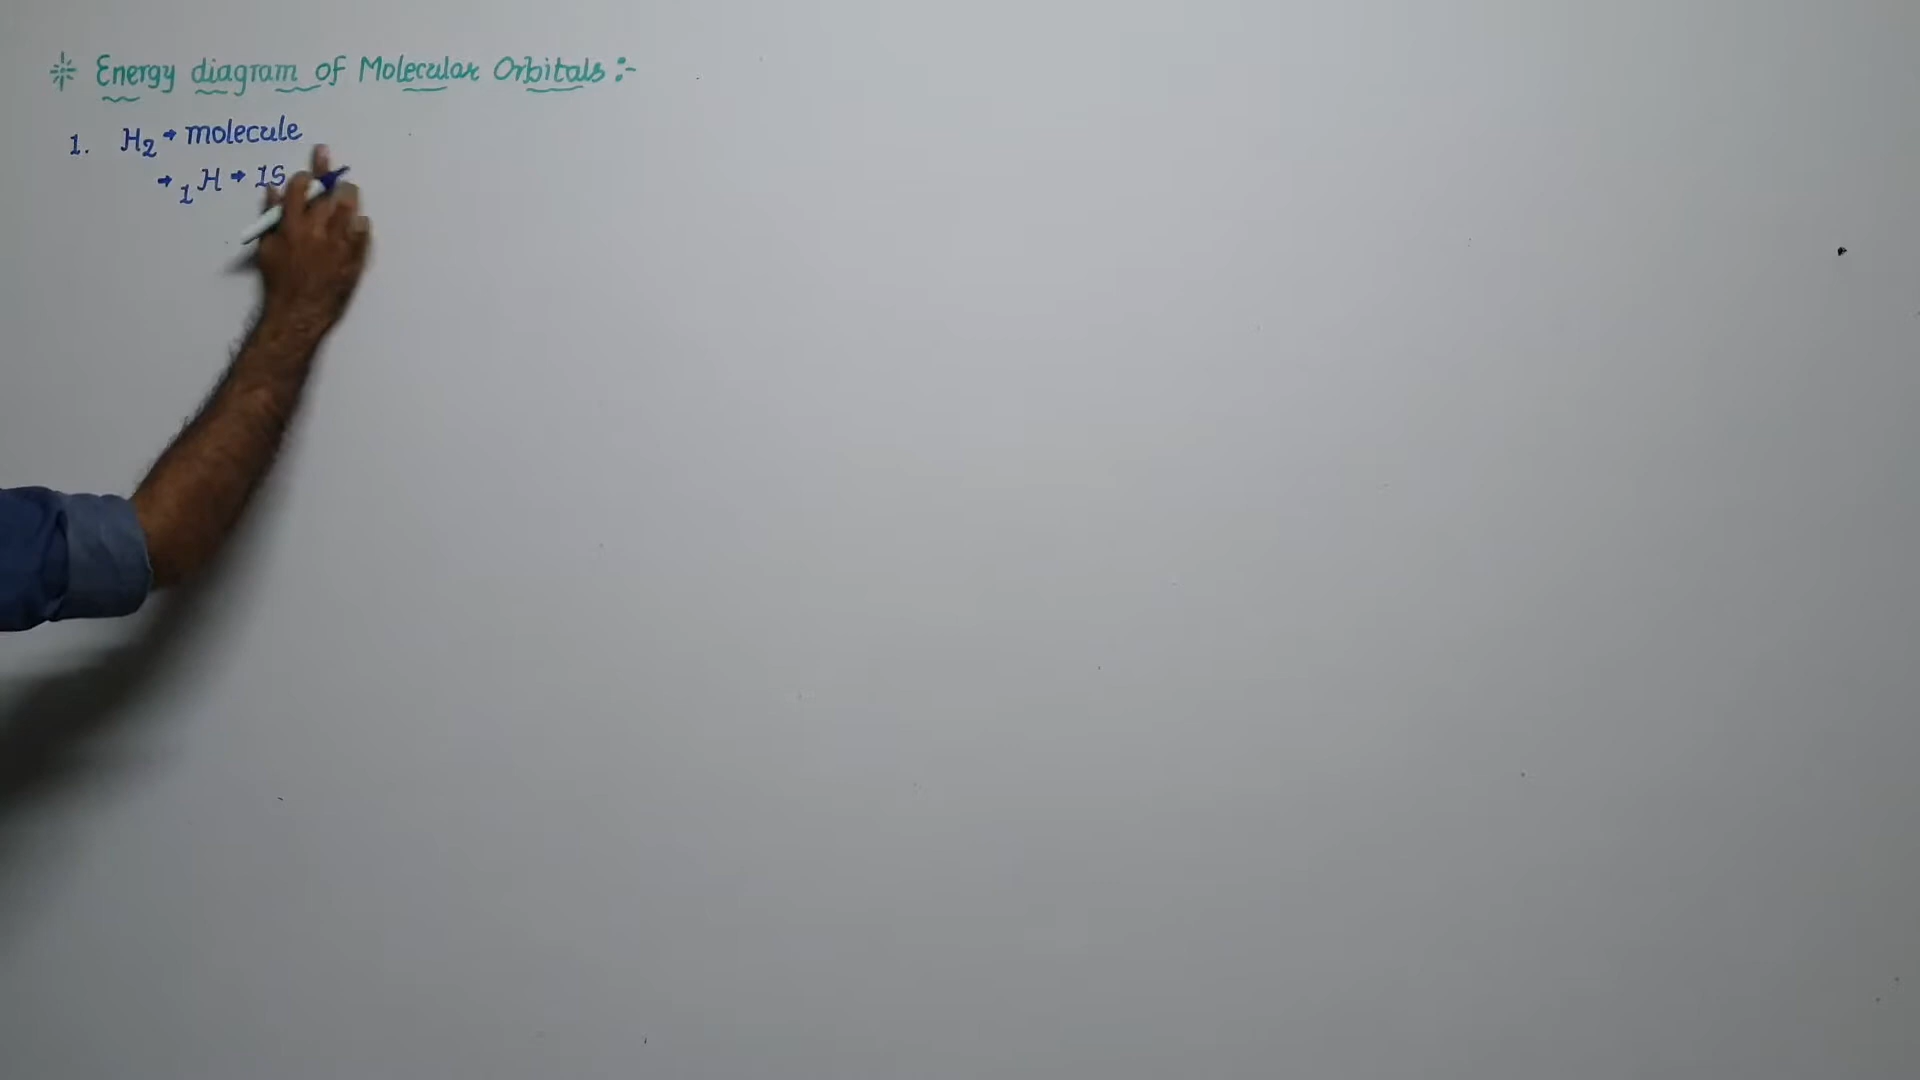 * Energy diagram of Molecular Orbitals :-
1. H₂ → molecule
→ ₁H → 1S